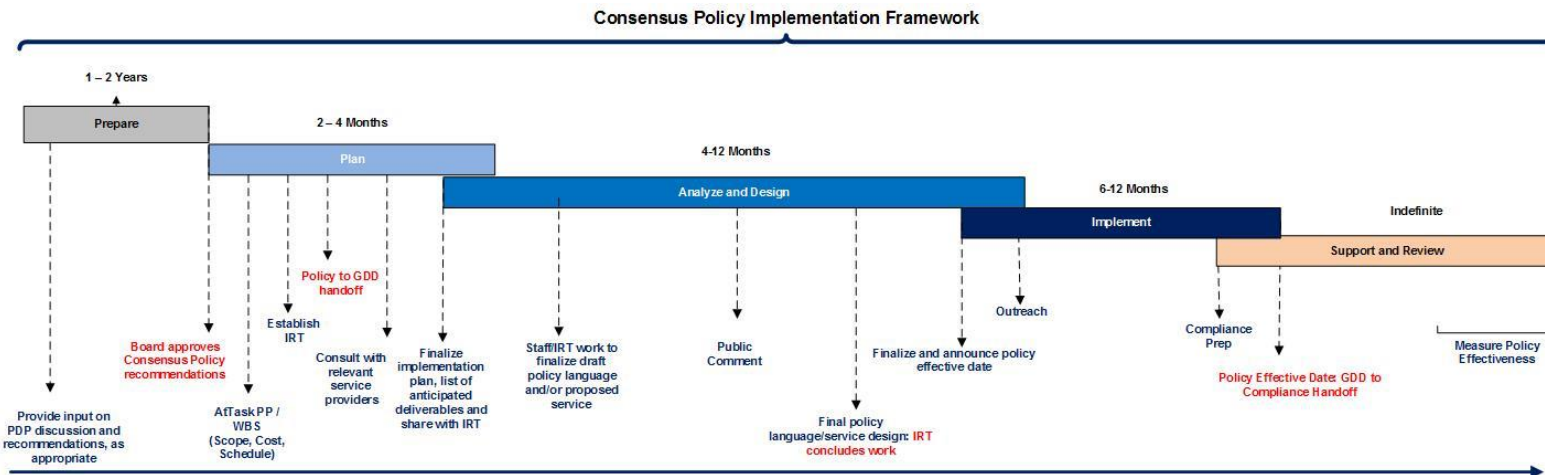 Consensus Policy Implementation Framework
1 – 2 Years
Prepare
2 – 4 Months
Plan
4-12 Months
Analyze and Design
6-12 Months
Implement
Indefinite
Support and Review
Provide input on
PDP discussion and
recommendations, as
appropriate
Board approves
Consensus Policy
recommendations
AtTask PP /
WBS
(Scope, Cost,
Schedule)
Establish
IRT
Policy to GDD
handoff
Consult with
relevant
service
providers
Finalize
implementation
plan, list of
anticipated
deliverables and
share with IRT
Staff/IRT work to
finalize draft
policy language
and/or proposed
service
Public
Comment
Final policy
language/service design: IRT
concludes work
Finalize and announce policy
effective date
Outreach
Compliance
Prep
Policy Effective Date: GDD to
Compliance Handoff
Measure Policy
Effectiveness